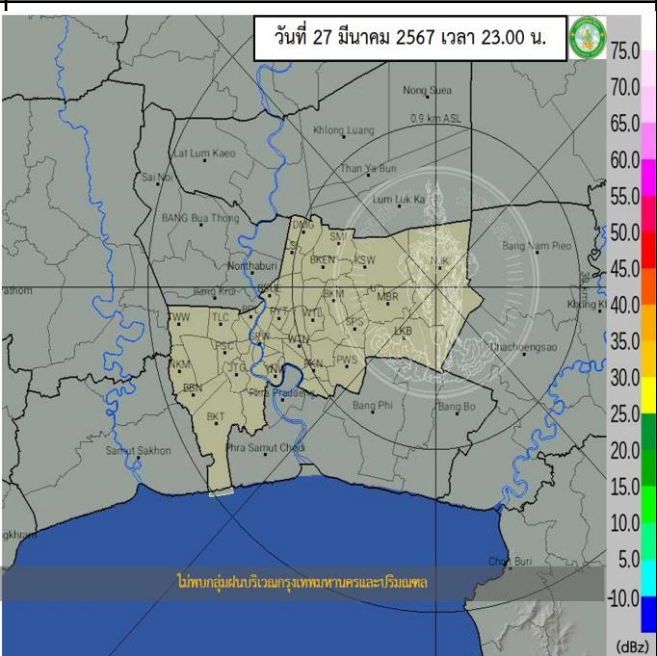 วันที่ 27 มีนาคม 2567 เวลา 23.00 น.
75.0
70.0
65.0
60.0
55.0
50.0
45.0
40.0
35.0
30.0
25.0
20.0
15.0
10.0
5.0
-10.0
(dBz)
Nong Suea
0.9 km ASL
Khlong Luang
Lat Lum Kaeo
Than Ya Buri
Sai Noi
Lum Luk Ka
BANG Bua Thong
DMG
SMI
LSI
Bang Nam Pieo
BKEN
KSW
NJK
Nonthaburi
Bang Krui
BKM
MBR
TWW
TLC
WTL
SPS
LKB
Chachoengsao
PSC
WTN
NKM
JTG
PKN
PWS
BBN
Phra Pradaeng
BKT
Bang Phi
Bang Bo
Samut Sakhon
Phra Samut Chedi
Chon Buri
ไม่พบกลุ่มฝนบริเวณกรุงเทพมหานครและปริมณฑล